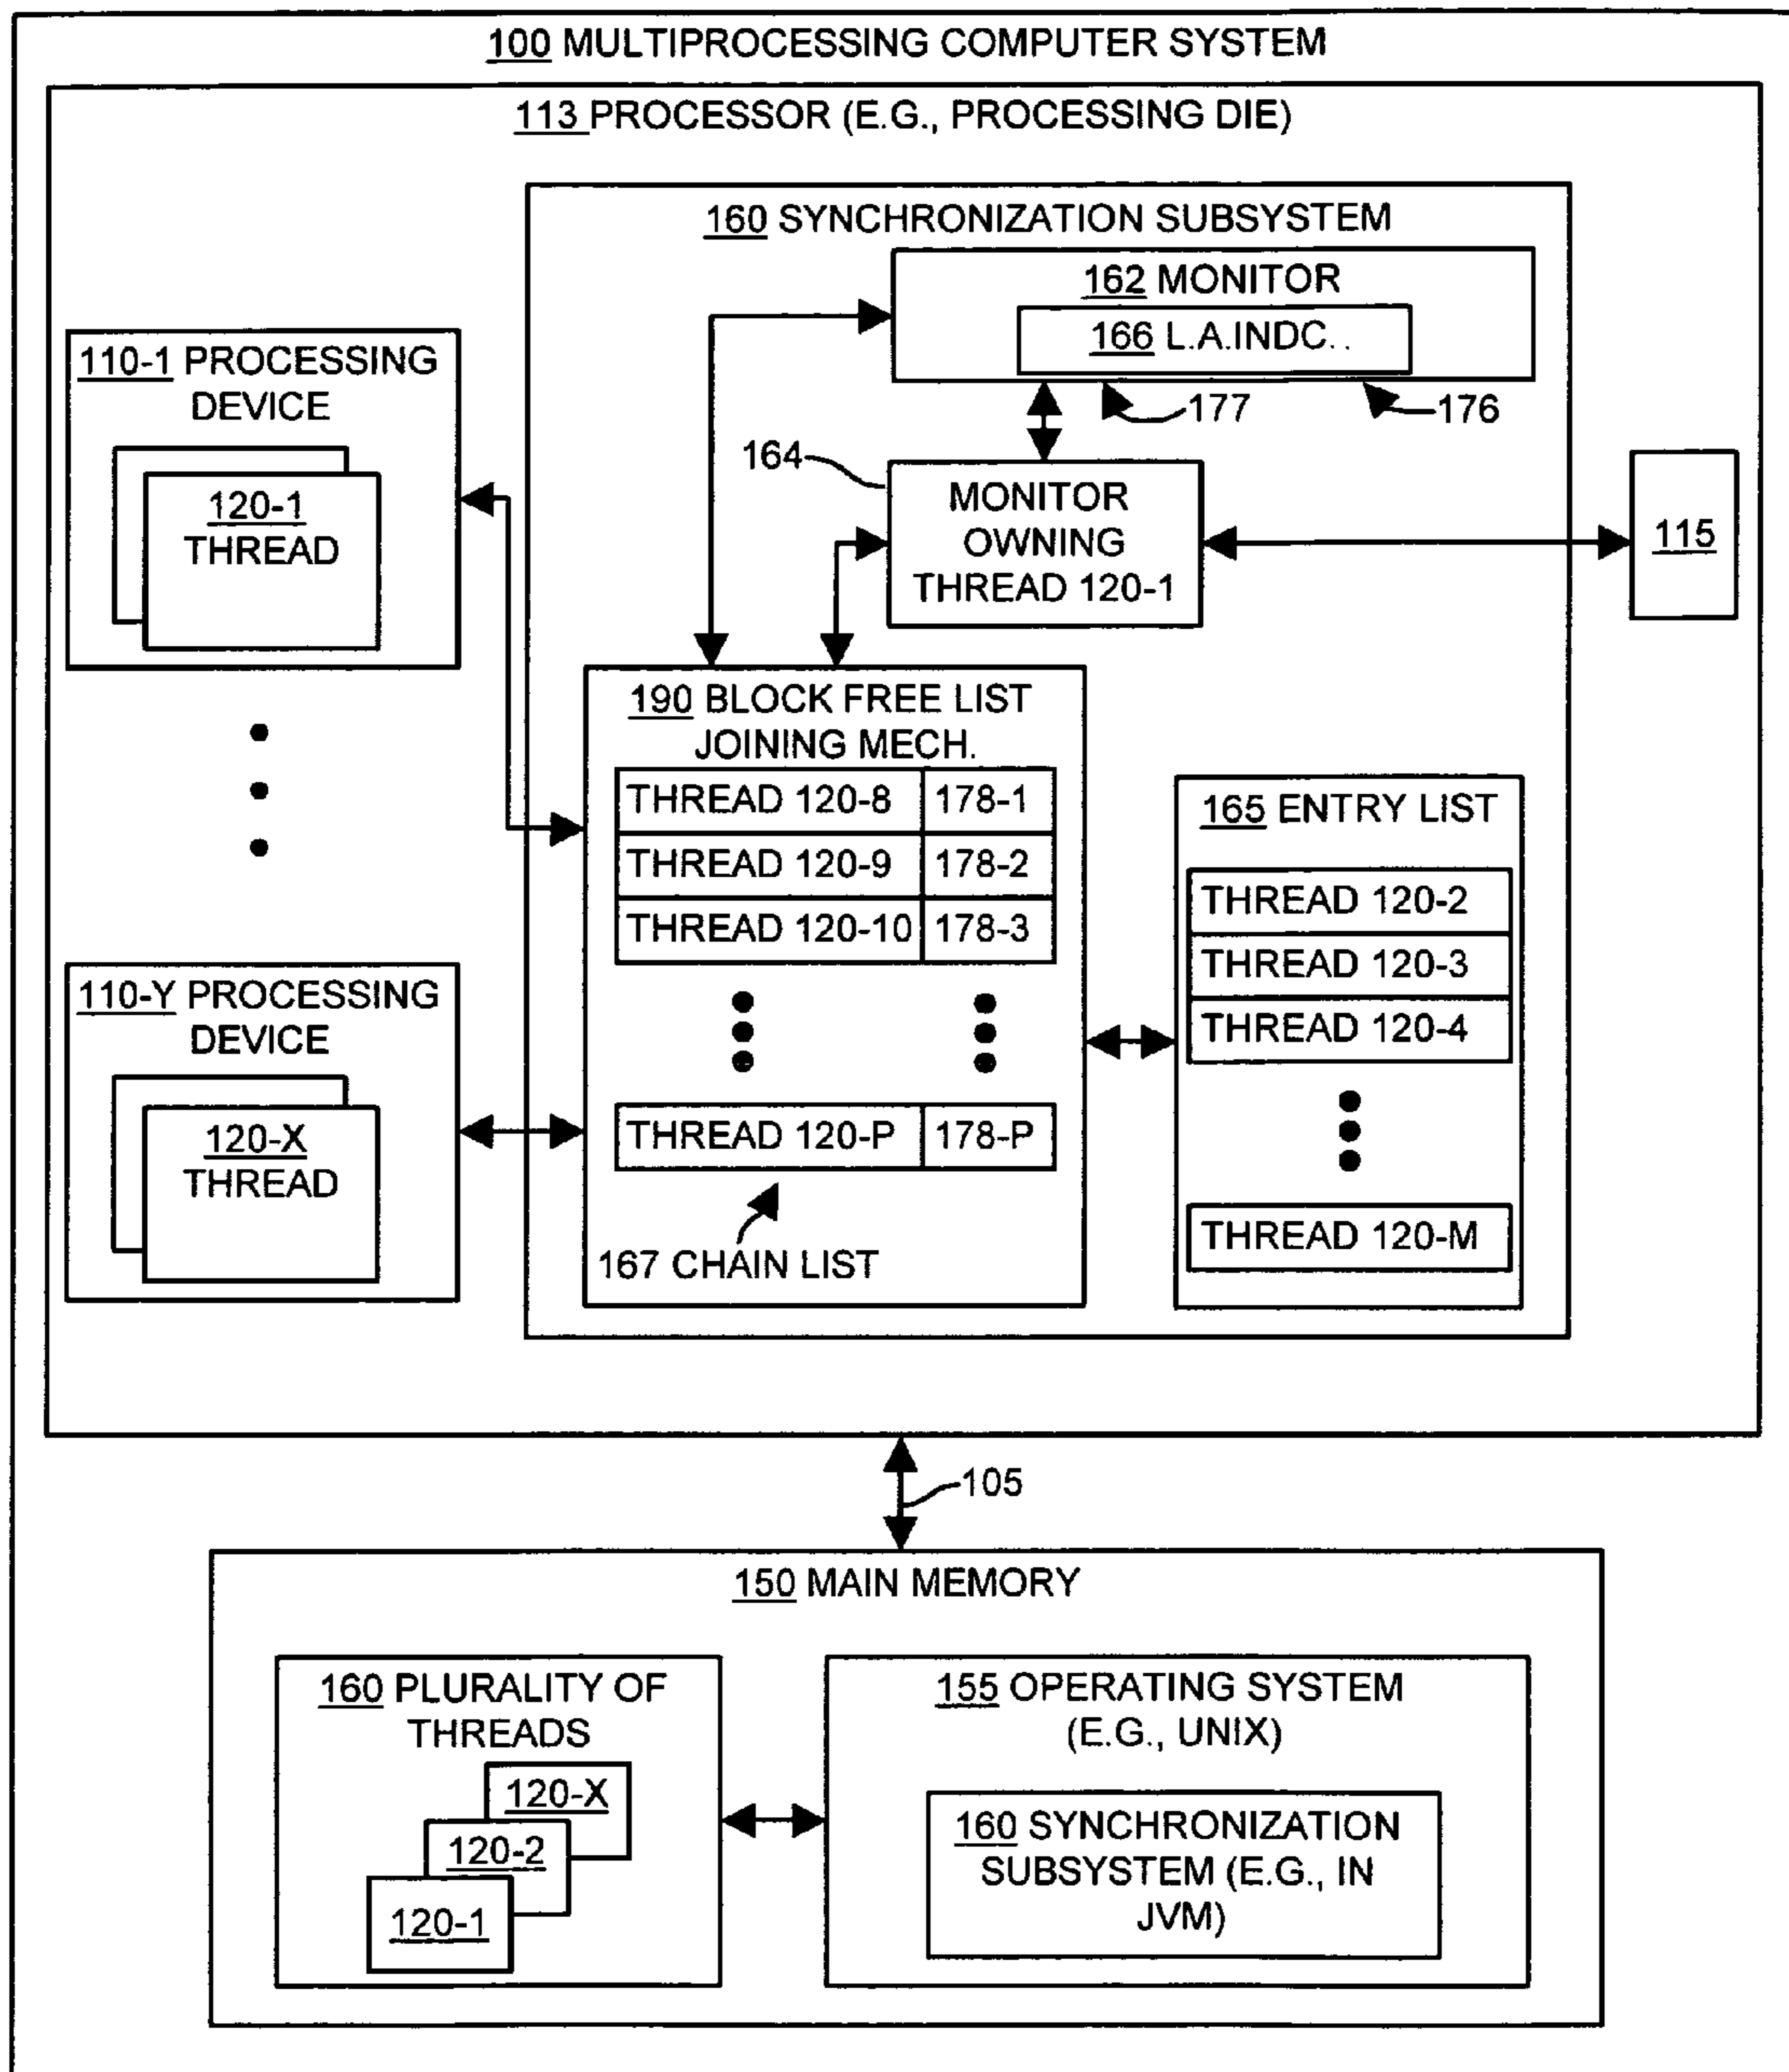 100 MULTIPROCESSING COMPUTER SYSTEM
113 PROCESSOR (E.G., PROCESSING DIE)
160 SYNCHRONIZATION SUBSYSTEM
162 MONITOR
166 L.A.INDC..
177
176
110-1 PROCESSING
DEVICE
120-1
THREAD
164
MONITOR
OWNING
THREAD 120-1
115
190 BLOCK FREE LIST
JOINING MECH.
THREAD 120-8 178-1
THREAD 120-9 178-2
THREAD 120-10 178-3
THREAD 120-P 178-P
167 CHAIN LIST
165 ENTRY LIST
THREAD 120-2
THREAD 120-3
THREAD 120-4
THREAD 120-M
110-Y PROCESSING
DEVICE
120-X
THREAD
105
150 MAIN MEMORY
160 PLURALITY OF
THREADS
120-X
120-2
120-1
155 OPERATING SYSTEM
(E.G., UNIX)
160 SYNCHRONIZATION
SUBSYSTEM (E.G., IN
JVM)